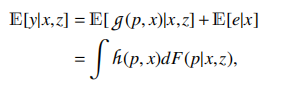 𝔼[y|x,z] = 𝔼[ g(p, x)|x,z] + 𝔼[e|x]
= ∫ h(p, x)dF(p|x,z),